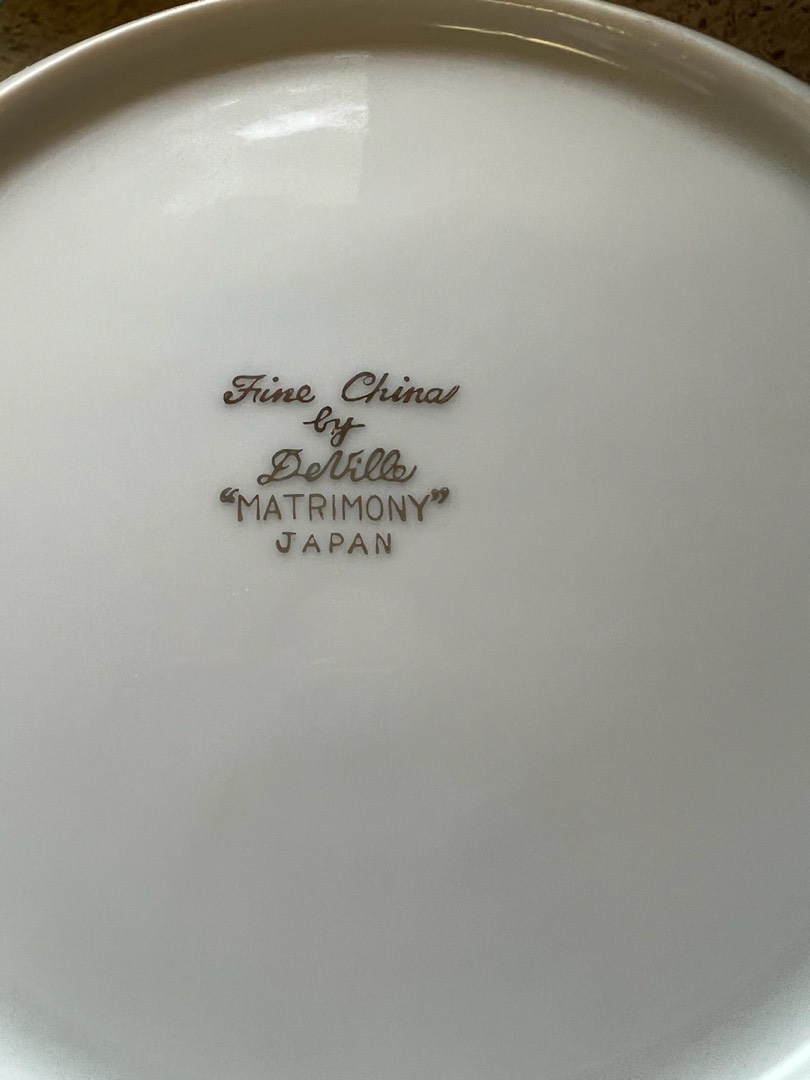 Fine China
by
DeVille
“MATRIMONY”
JAPAN